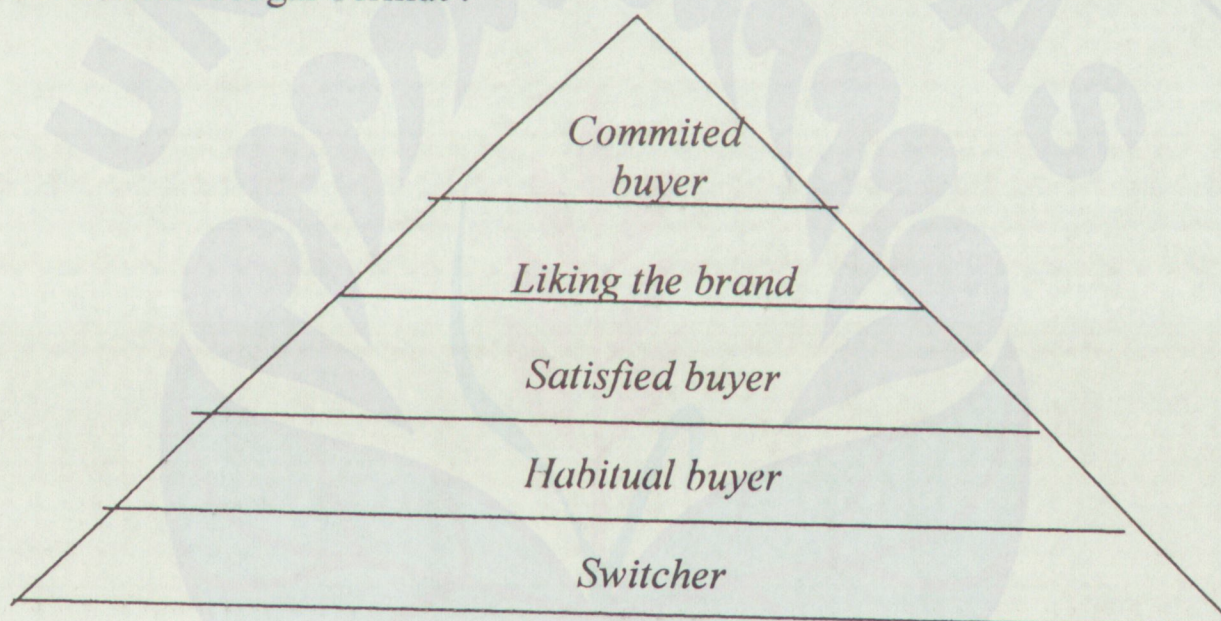 Commited
buyer
Liking the brand
Satisfied buyer
Habitual buyer
Switcher